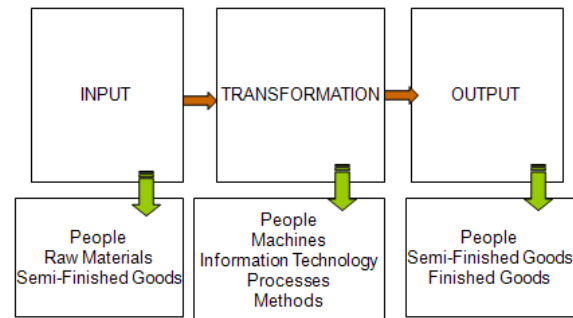 INPUT
TRANSFORMATION
OUTPUT
People
Raw Materials
Semi-Finished Goods
People
Machines
Information Technology
Processes
Methods
People
Semi-Finished Goods
Finished Goods